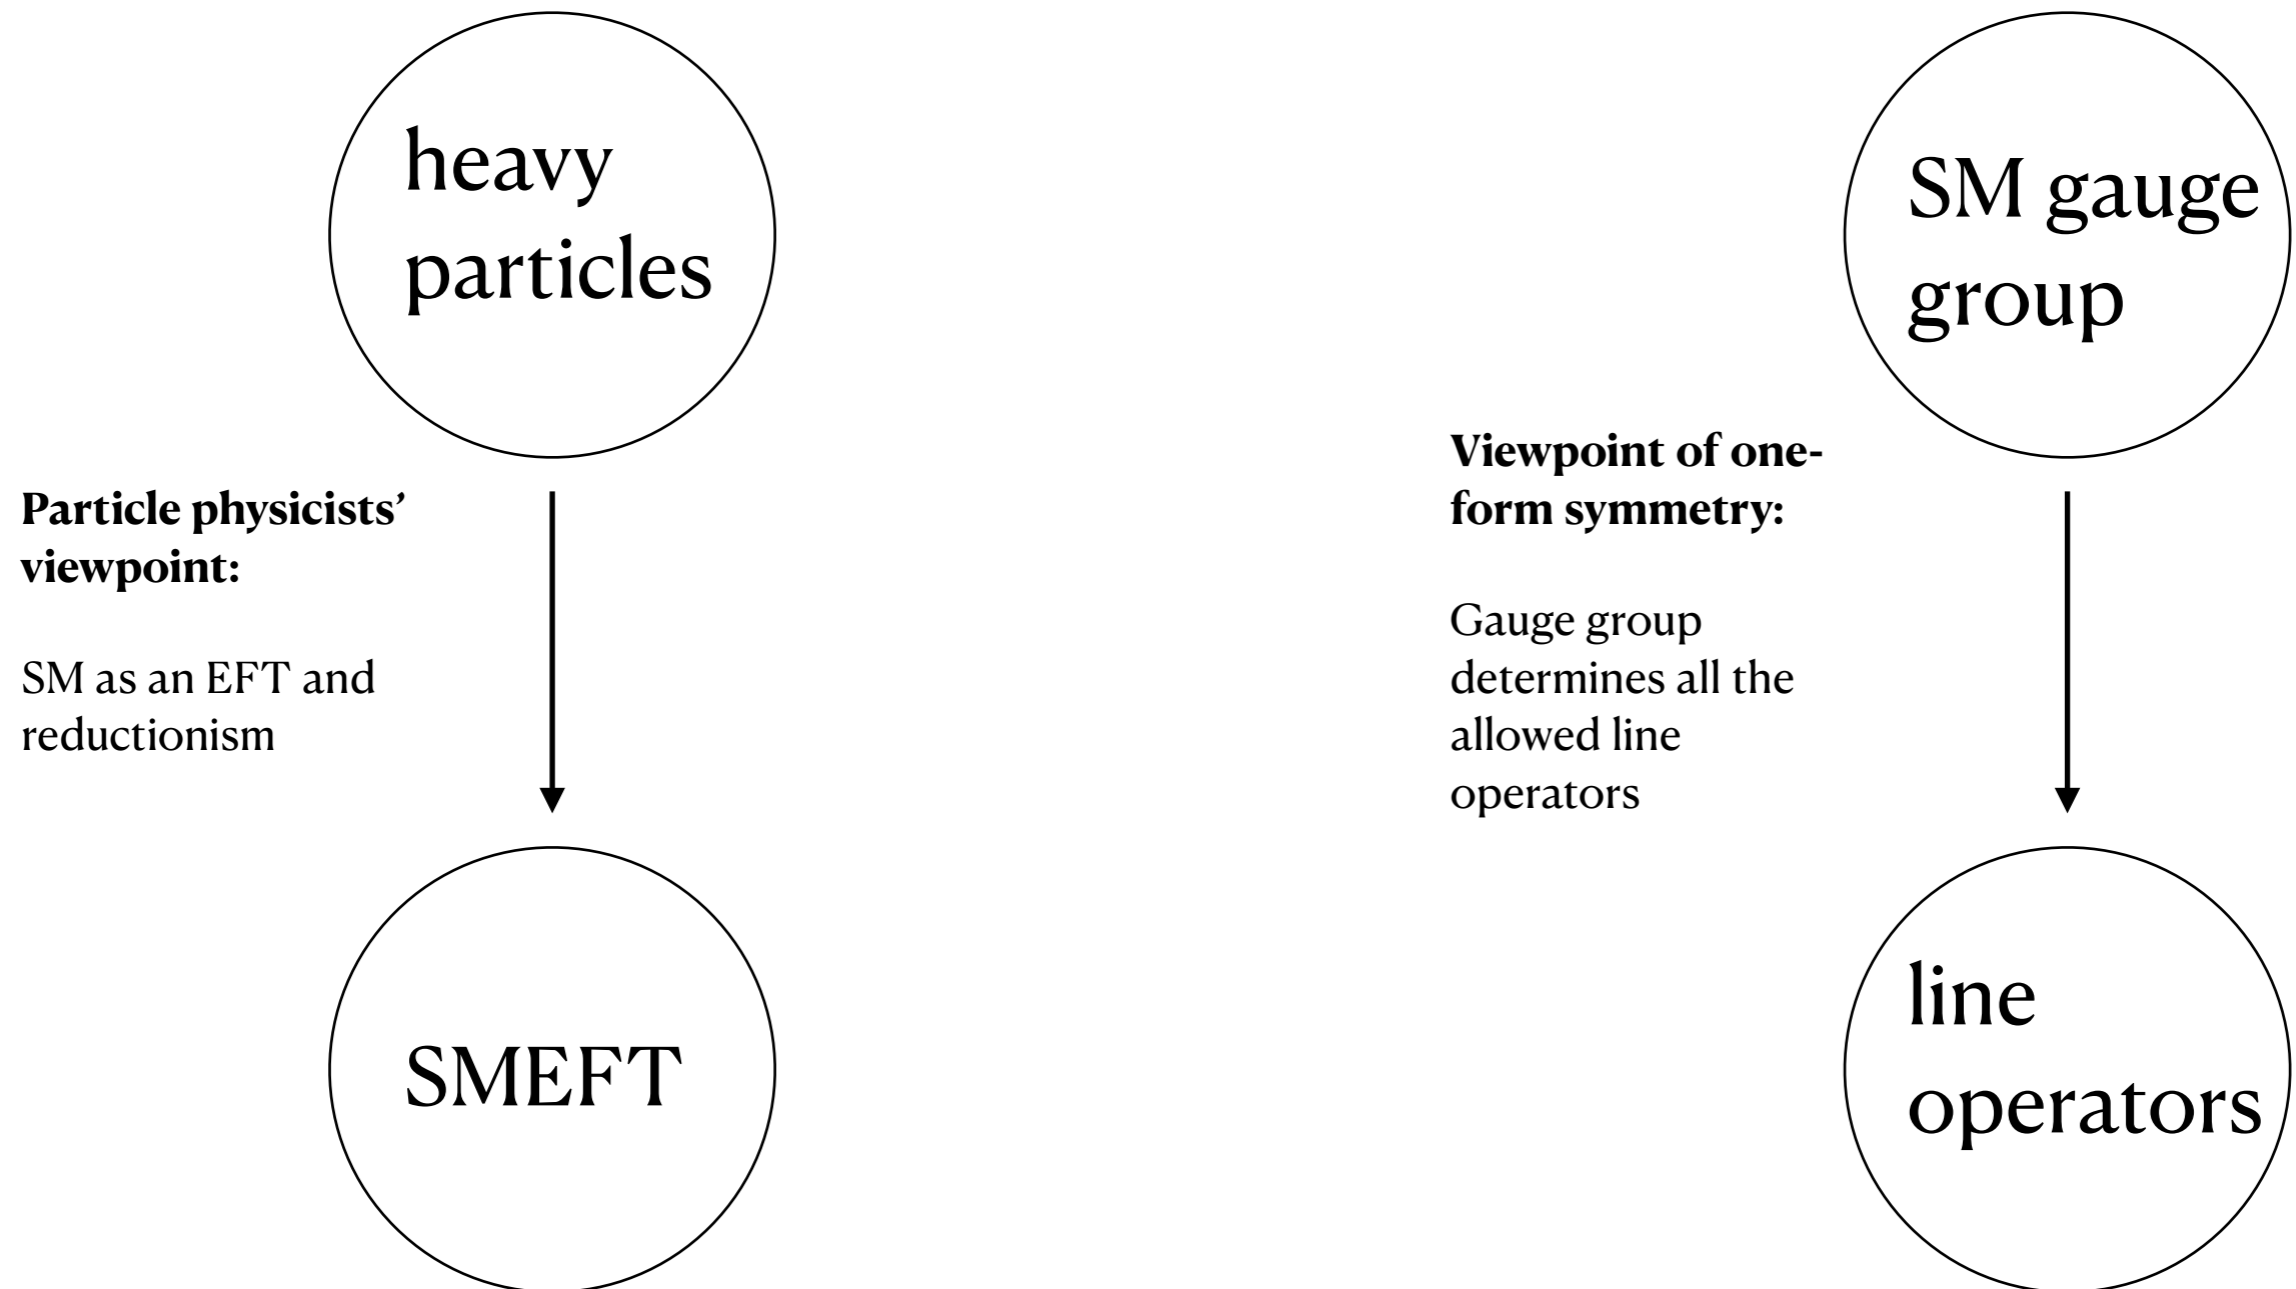 heavy
particles
Particle physicists’
viewpoint:
SM as an EFT and
reductionism
SMEFT
SM gauge
group
Viewpoint of one-
form symmetry:
Gauge group
determines all the
allowed line
operators
line
operators